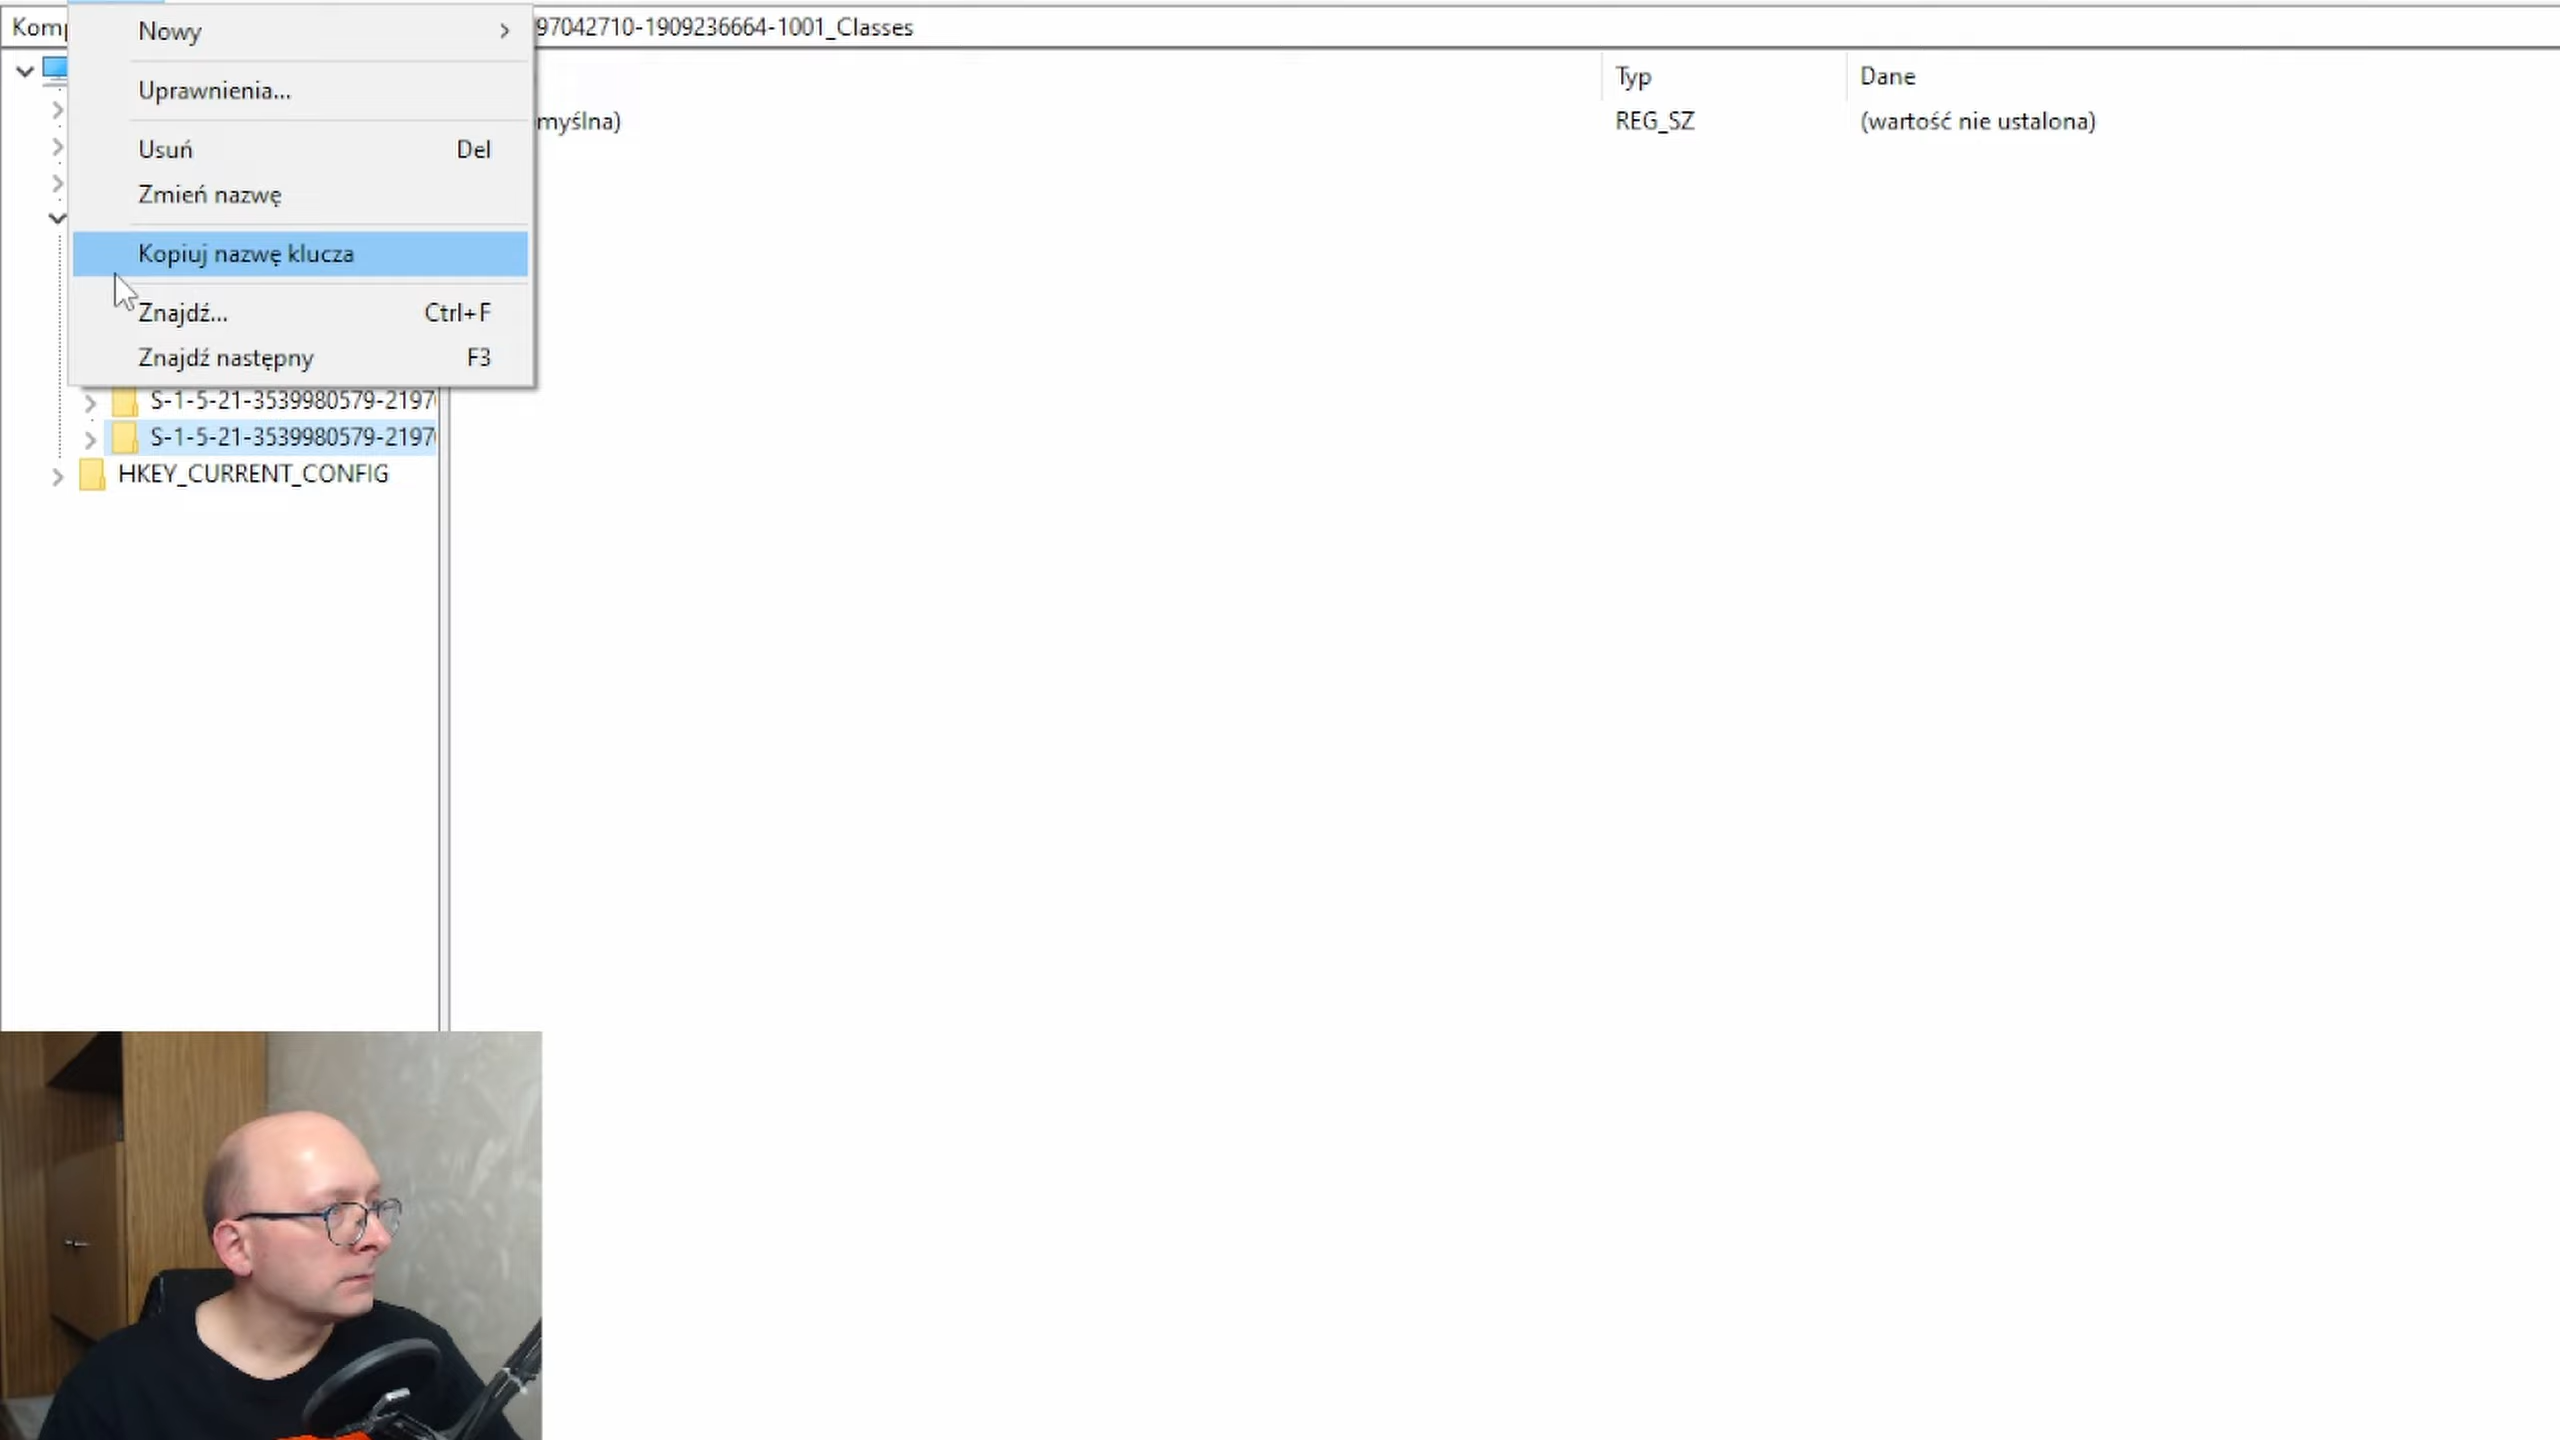 Nowy
97042710-1909236664-1001_Classes
Uprawnienia...
Typ
Dane
myślna)
REG_SZ
(wartość nie ustalona)
Usuń Del
Zmień nazwę
Kopiuj nazwę klucza
Znajdź... Ctrl+F
Znajdź następny F3
S-1-5-21-3539980579-2197
S-1-5-21-3539980579-2197
HKEY_CURRENT_CONFIG